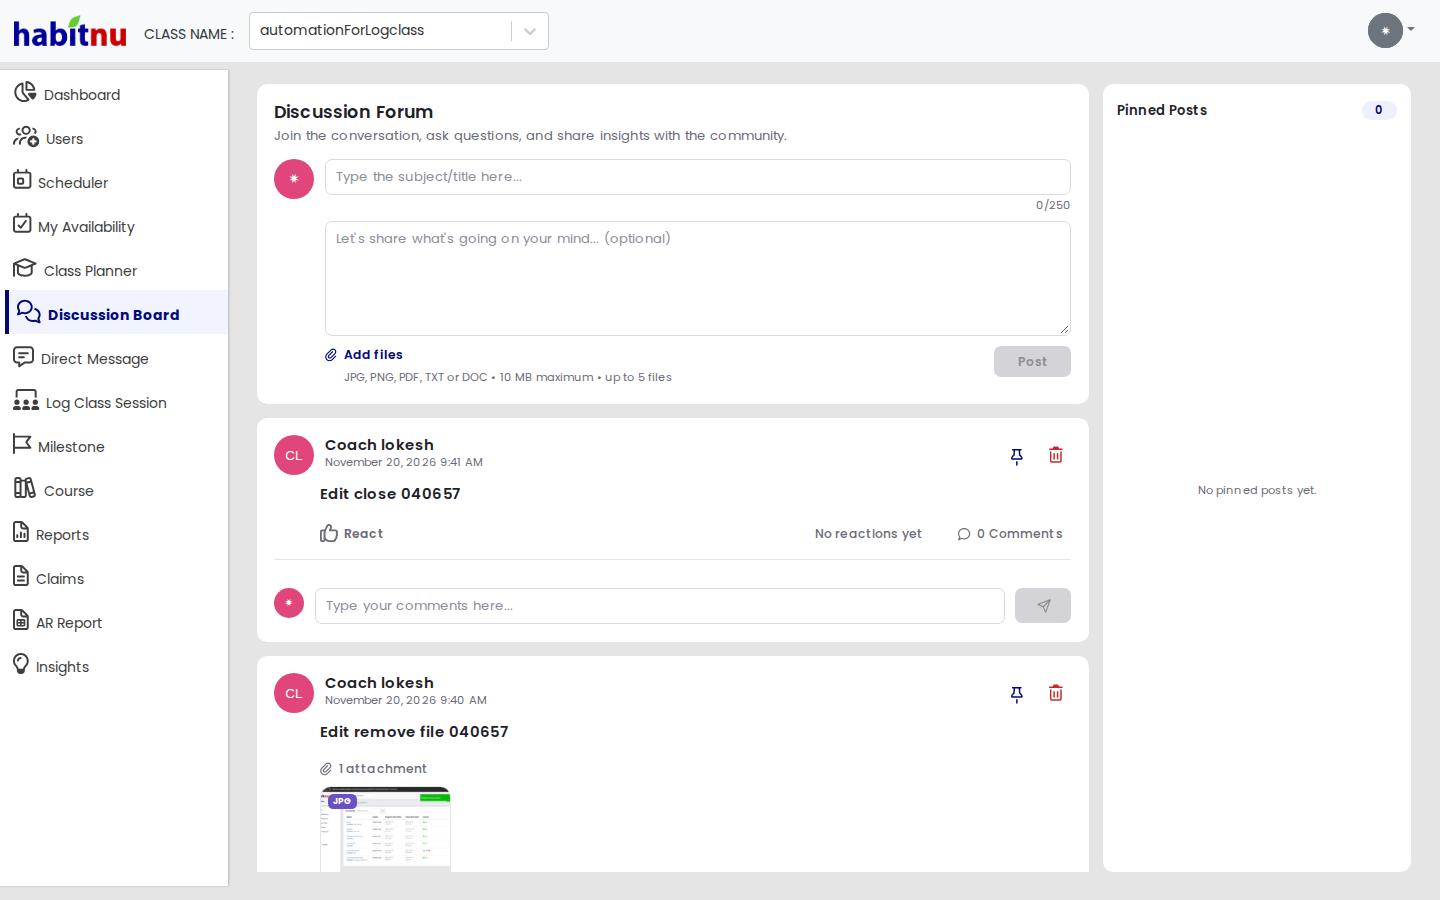 habitnu
CLASS NAME :
automationForLogclass
Dashboard
Users
Scheduler
My Availability
Class Planner
Discussion Board
Direct Message
Log Class Session
Milestone
Course
Reports
Claims
AR Report
Insights
Discussion Forum
Join the conversation, ask questions, and share insights with the community.
Type the subject/title here...
0/250
Let's share what's going on your mind... (optional)
Add files
JPG, PNG, PDF, TXT or DOC • 10 MB maximum • up to 5 files
Post
CL
Coach lokesh
November 20, 2026 9:41 AM
Edit close 040657
React
No reactions yet
0 Comments
Type your comments here...
CL
Coach lokesh
November 20, 2026 9:40 AM
Edit remove file 040657
1 attachment
JPG
Pinned Posts
0
No pinned posts yet.